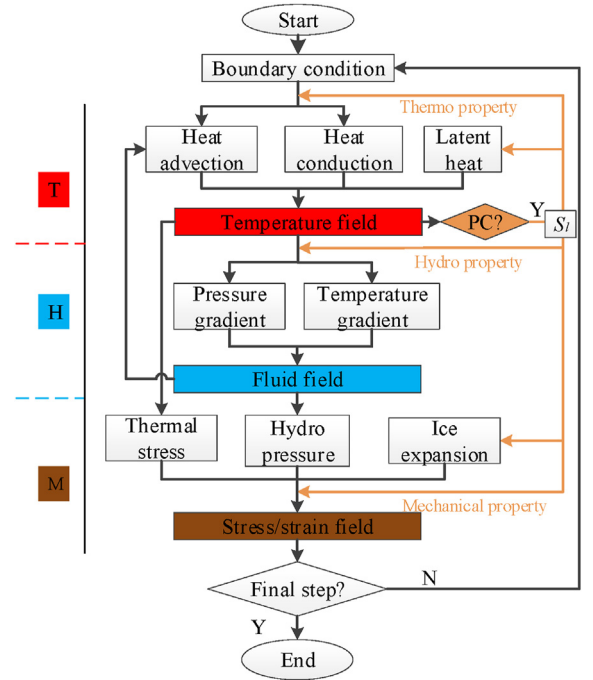 Start
Boundary condition
Thermo property
Heat
advection
Heat
conduction
Latent
heat
T
Temperature field
PC?
Y
Sl
Hydro property
Pressure
gradient
Temperature
gradient
H
Fluid field
Thermal
stress
Hydro
pressure
Ice
expansion
M
Mechanical property
Stress/strain field
Final step?
N
Y
End